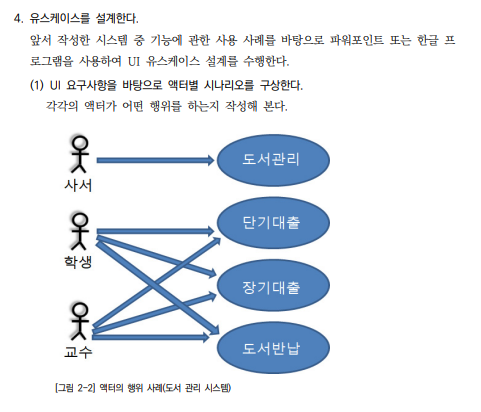 4. 유스케이스를 설계한다.
앞서 작성한 시스템 중 기능에 관한 사용 사례를 바탕으로 파워포인트 또는 한글 프
로그램을 사용하여 UI 유스케이스 설계를 수행한다.
(1) UI 요구사항을 바탕으로 액터별 시나리오를 구상한다.
각각의 액터가 어떤 행위를 하는지 작성해 본다.
도서관리
사서
단기대출
학생
장기대출
도서반납
교수
[그림 2-2] 액터의 행위 사례(도서 관리 시스템)